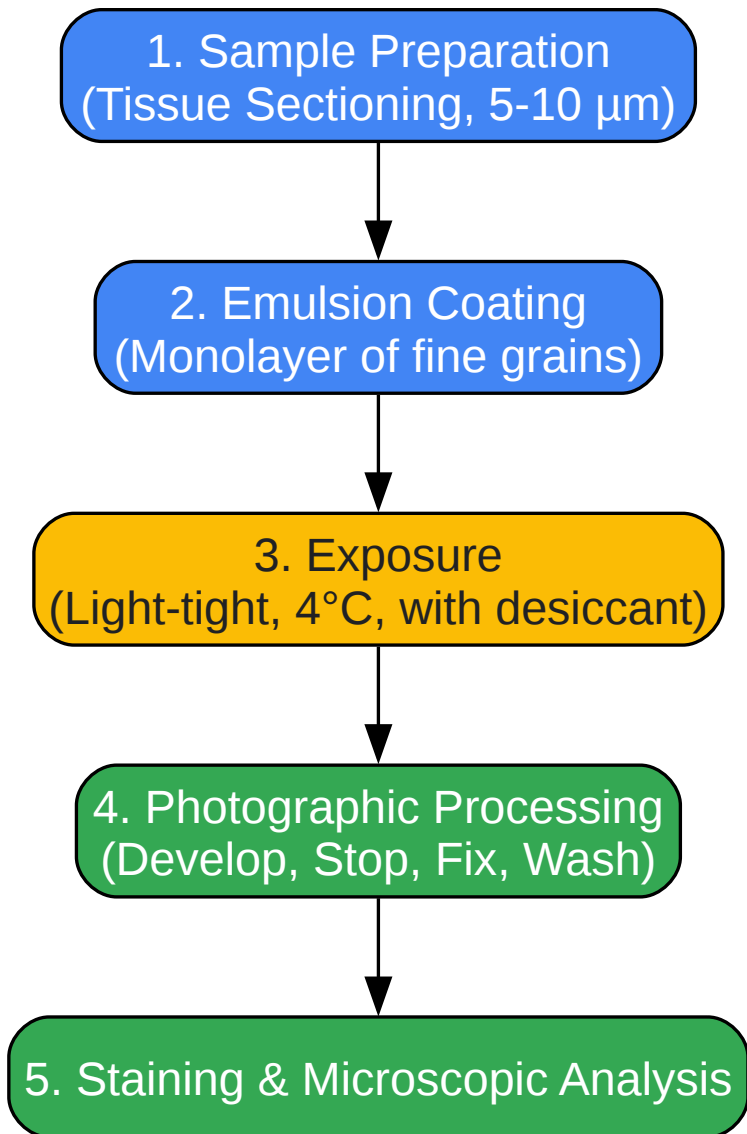 1. Sample Preparation
(Tissue Sectioning, 5-10 µm)
2. Emulsion Coating
(Monolayer of fine grains)
3. Exposure
(Light-tight, 4°C, with desiccant)
4. Photographic Processing
(Develop, Stop, Fix, Wash)
5. Staining & Microscopic Analysis